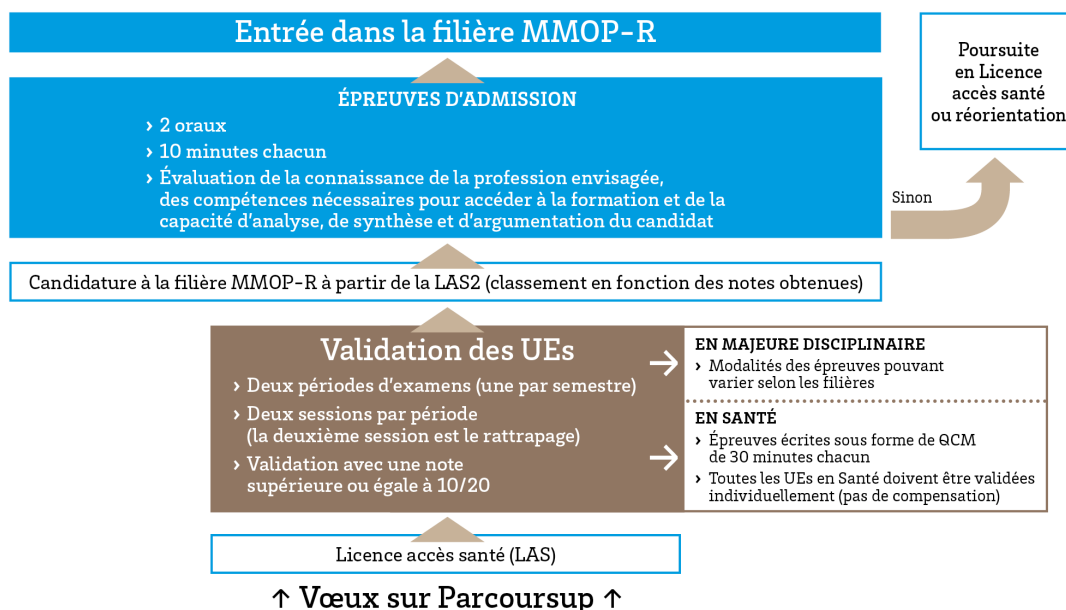 Entrée dans la filière MMOP-R
Poursuite
en Licence
accès santé
ou réorientation
ÉPREUVES D'ADMISSION
› 2 oraux
› 10 minutes chacun
› Évaluation de la connaissance de la profession envisagée,
des compétences nécessaires pour accéder à la formation et de la
capacité d'analyse, de synthèse et d'argumentation du candidat
Sinon
Candidature à la filière MMOP-R à partir de la LAS2 (classement en fonction des notes obtenues)
Validation des UEs
› Deux périodes d'examens (une par semestre)
› Deux sessions par période
(la deuxième session est le rattrapage)
› Validation avec une note
supérieure ou égale à 10/20
EN MAJEURE DISCIPLINAIRE
› Modalités des épreuves pouvant
varier selon les filières
EN SANTÉ
› Épreuves écrites sous forme de QCM
de 30 minutes chacun
› Toutes les UEs en Santé doivent être validées
individuellement (pas de compensation)
Licence accès santé (LAS)
↑ Vœux sur Parcoursup ↑